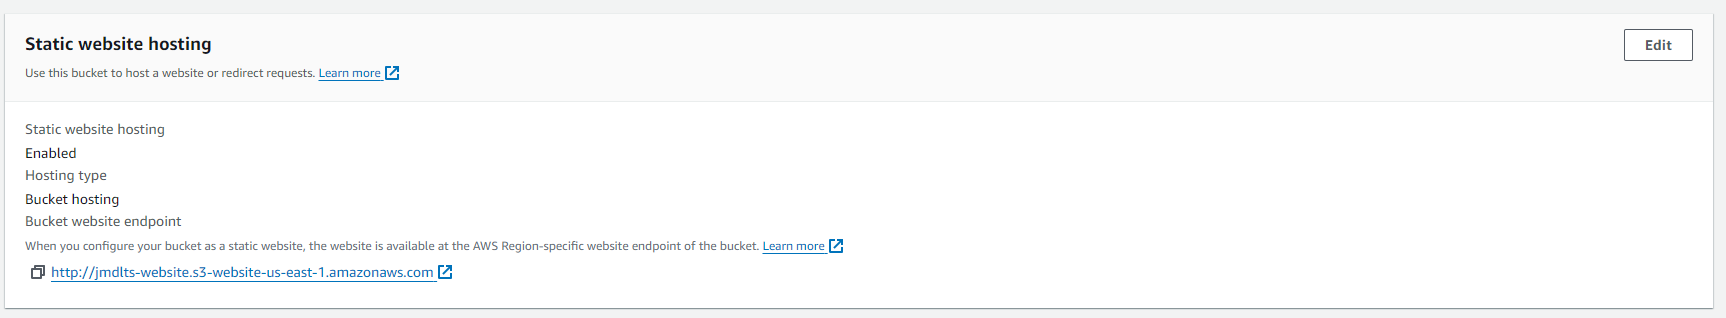 Static website hosting
Edit
Use this bucket to host a website or redirect requests. Learn more
Static website hosting
Enabled
Hosting type
Bucket hosting
Bucket website endpoint
When you configure your bucket as a static website, the website is available at the AWS Region-specific website endpoint of the bucket. Learn more
http://jmdlts-website.s3-website-us-east-1.amazonaws.com